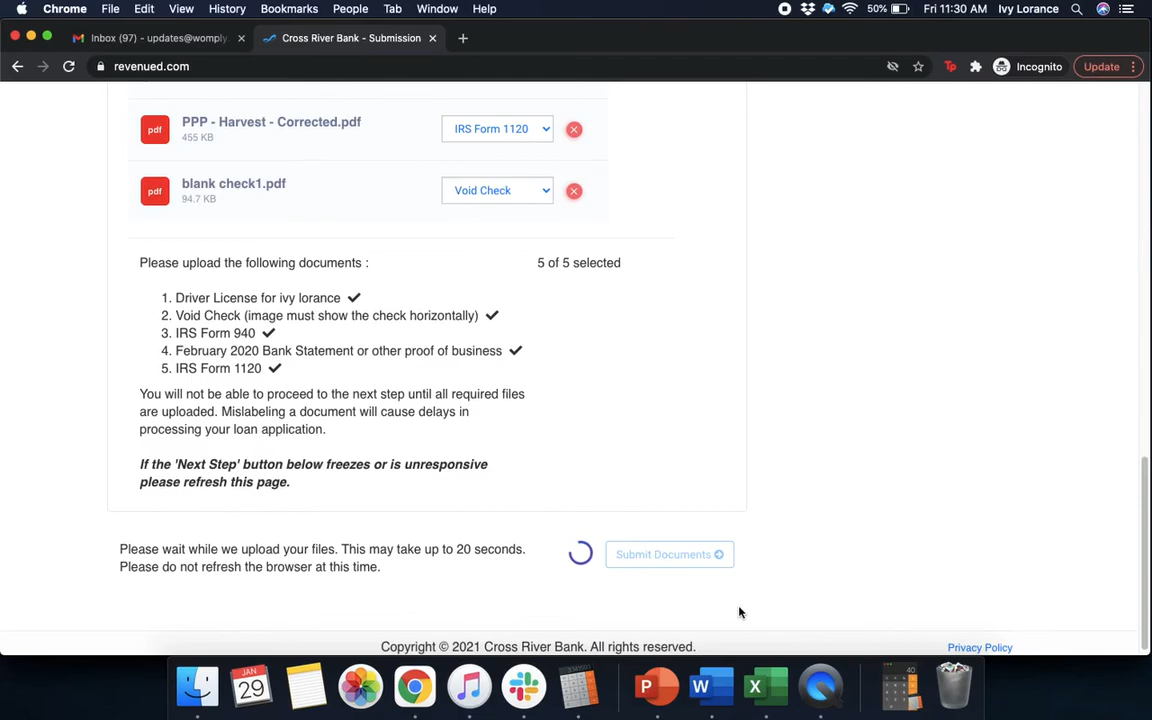 Chrome File Edit View History Bookmarks People Tab Window Help 50% Fri 11:30 AM Ivy Lorance
Inbox (97) - updates@womply. Cross River Bank - Submission
revenued.com Incognito Update
pdf PPP - Harvest - Corrected.pdf IRS Form 1120
455 KB
pdf blank check1.pdf Void Check
94.7 KB
Please upload the following documents : 5 of 5 selected
1. Driver License for ivy lorance
2. Void Check (image must show the check horizontally)
3. IRS Form 940
4. February 2020 Bank Statement or other proof of business
5. IRS Form 1120
You will not be able to proceed to the next step until all required files
are uploaded. Mislabeling a document will cause delays in
processing your loan application.
If the 'Next Step' button below freezes or is unresponsive
please refresh this page.
Please wait while we upload your files. This may take up to 20 seconds.
Please do not refresh the browser at this time.
Submit Documents
Copyright © 2021 Cross River Bank. All rights reserved. Privacy Policy
JAN
29
P W X
40